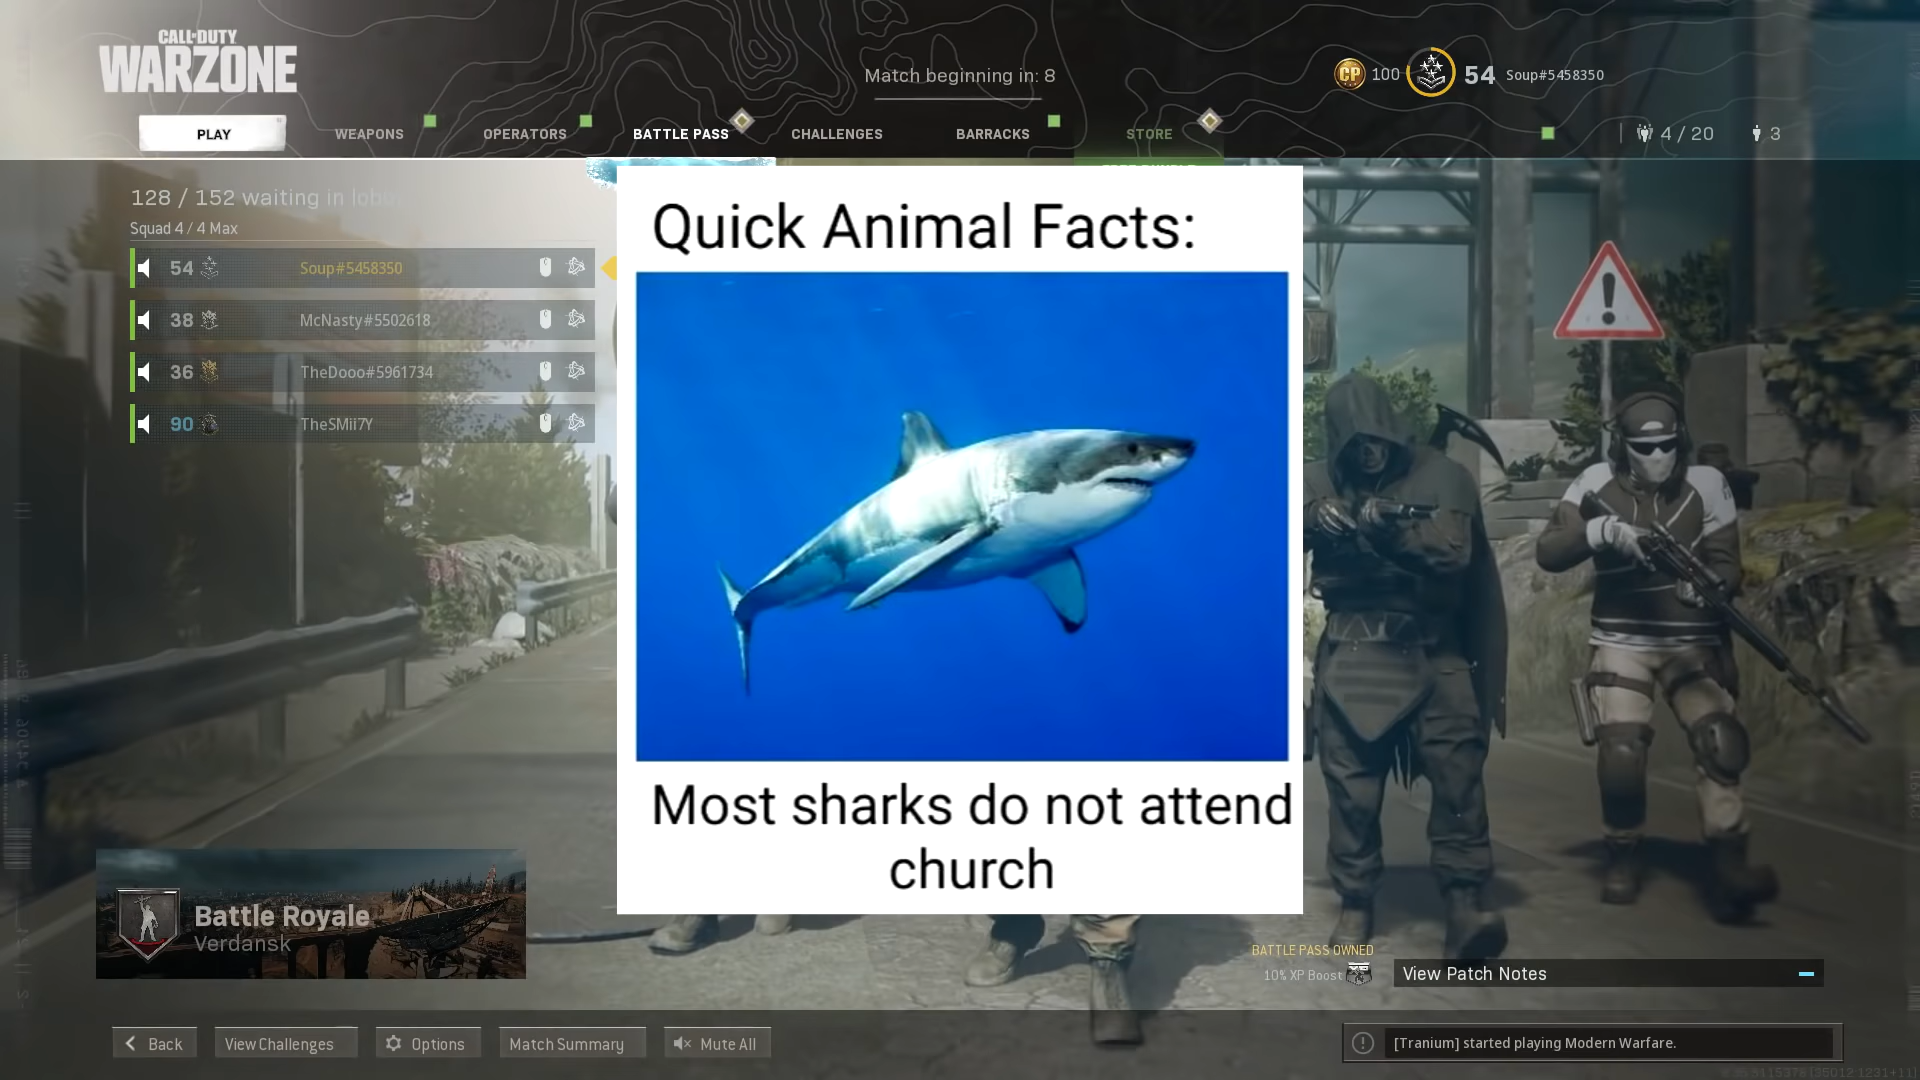 CALL OF DUTY
WARZONE
Match beginning in: 8
CP 100
54
Soup#5458350
PLAY
WEAPONS
OPERATORS
BATTLE PASS
CHALLENGES
BARRACKS
STORE
4 / 20
3
128 / 152 waiting in lobby
Squad 4 / 4 Max
54 Soup#5458350
38 McNasty#5502618
36 TheDooo#5961734
90 TheSMii7Y
Quick Animal Facts:
Most sharks do not attend
church
Battle Royale
Verdansk
BATTLE PASS OWNED
10% XP Boost
View Patch Notes
Back
View Challenges
Options
Match Summary
Mute All
[Tranium] started playing Modern Warfare.